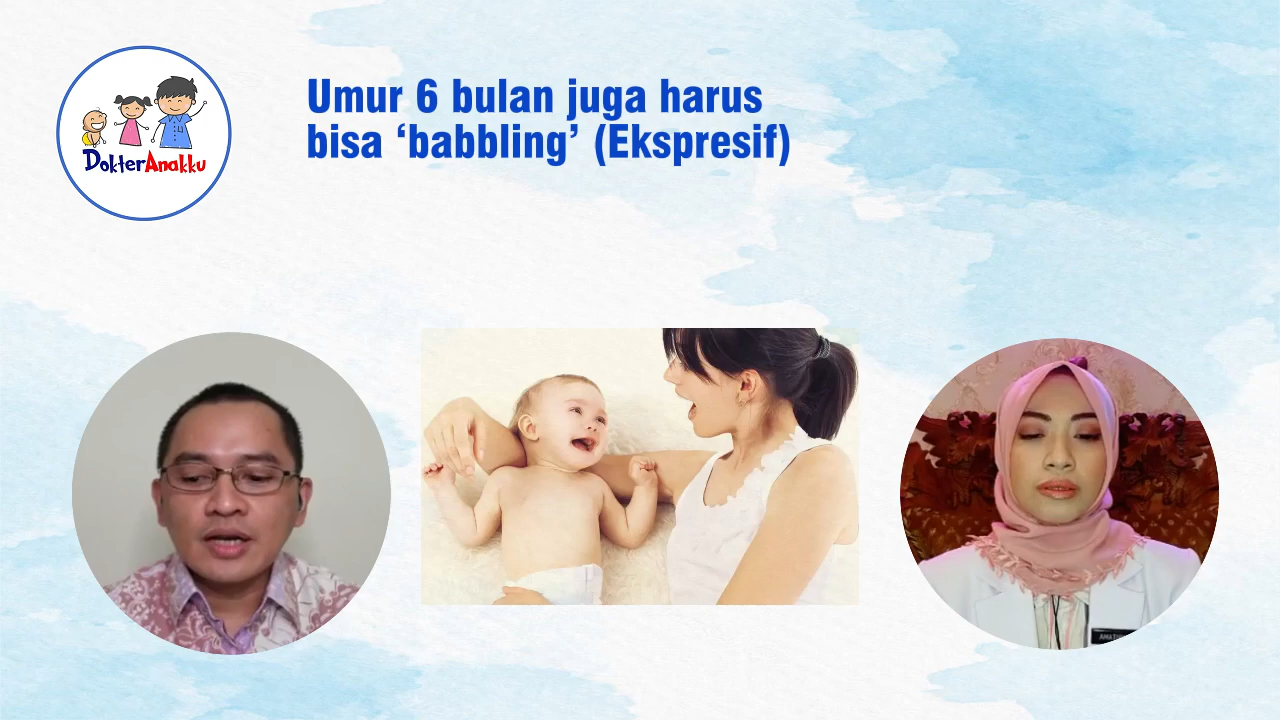 Umur 6 bulan juga harus
bisa ‘babbling’ (Ekspresif)
DokterAnakku